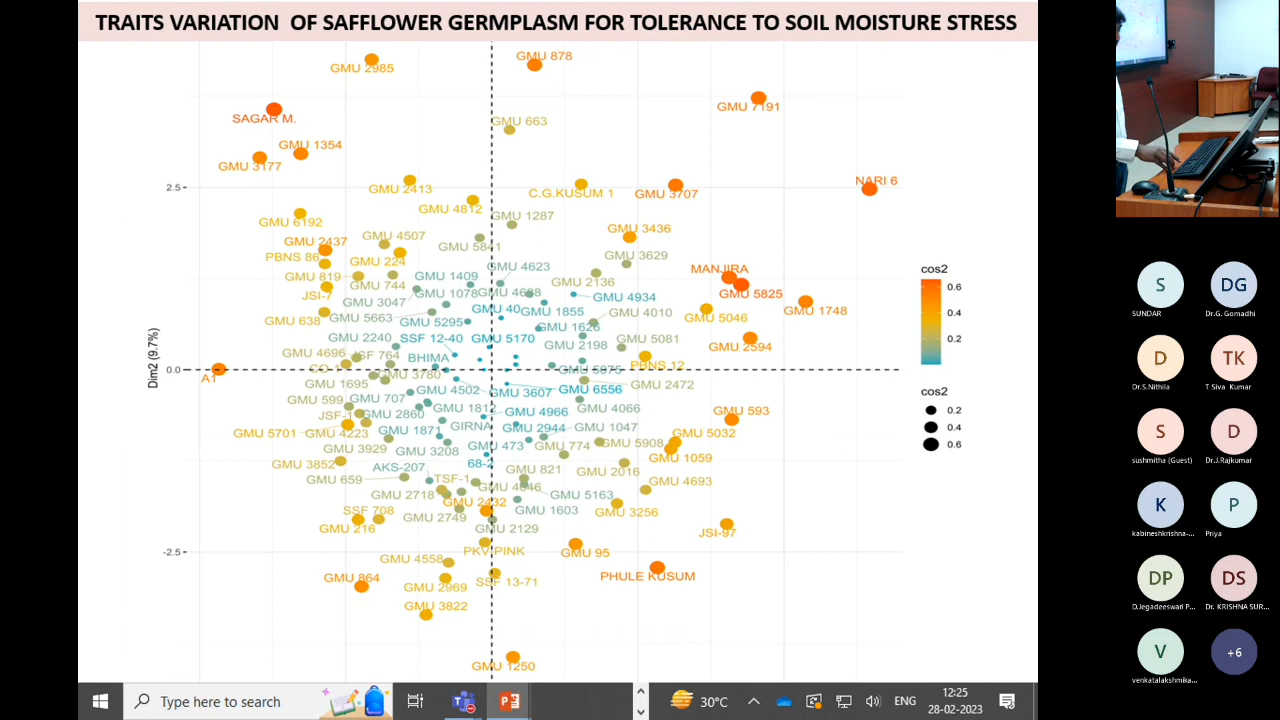 TRAITS VARIATION OF SAFFLOWER GERMPLASM FOR TOLERANCE TO SOIL MOISTURE STRESS
GMU 2985
GMU 878
GMU 7191
SAGAR M.
GMU 663
GMU 1354
GMU 3177
NARI 6
2.5
GMU 2413
C.G.KUSUM 1
GMU 3707
GMU 4812
GMU 1287
GMU 6192
GMU 3436
GMU 2437
GMU 4507
GMU 5841
PBNS 86
GMU 224
GMU 3629
GMU 4623
MANJIRA
GMU 819
GMU 744
GMU 1409
GMU 2136
JSI-7
GMU 1078
GMU 4688
GMU 4934
GMU 5825
GMU 3047
GMU 40
GMU 1855
GMU 4010
GMU 1748
GMU 638
GMU 5663
GMU 5295
GMU 1626
GMU 5046
GMU 2240
SSF 12-40
GMU 5170
GMU 2198
GMU 5081
GMU 2594
GMU 4696
JSF 764
BHIMA
PBNS 12
0.0
CO-1
GMU 3780
GMU 5075
A1
GMU 1695
GMU 4502
GMU 3607
GMU 6556
GMU 2472
GMU 599
GMU 707
GMU 1812
GMU 4966
GMU 4066
GMU 593
JSF-1
GMU 2860
GIRNA
GMU 2944
GMU 1047
GMU 5701
GMU 4223
GMU 1871
GMU 473
GMU 774
GMU 5908
GMU 5032
GMU 3929
GMU 3208
GMU 1059
GMU 3852
AKS-207
68-2
GMU 821
GMU 2016
GMU 659
TSF-1
GMU 4646
GMU 4693
GMU 2718
GMU 2432
GMU 5163
SSF 708
GMU 2749
GMU 1603
GMU 3256
GMU 216
GMU 2129
JSI-97
-2.5
PKV-PINK
GMU 95
GMU 4558
PHULE KUSUM
GMU 864
GMU 2969
SSF 13-71
GMU 3822
GMU 1250
Dim2 (9.7%)
cos2
0.6
0.4
0.2
cos2
0.2
0.4
0.6
S
DG
SUNDAR
Dr.G. Gomadhi
D
TK
Dr.S.Nithila
T Siva Kumar
S
D
sushmitha (Guest)
Dr.J.Rajkumar
K
P
kabineshkrishna-...
Priya
DP
DS
D.Jegadeeswari P...
Dr. KRISHNA SUR...
V
+6
venkatalakshmika...
Type here to search
30°C
ENG
12:25
28-02-2023